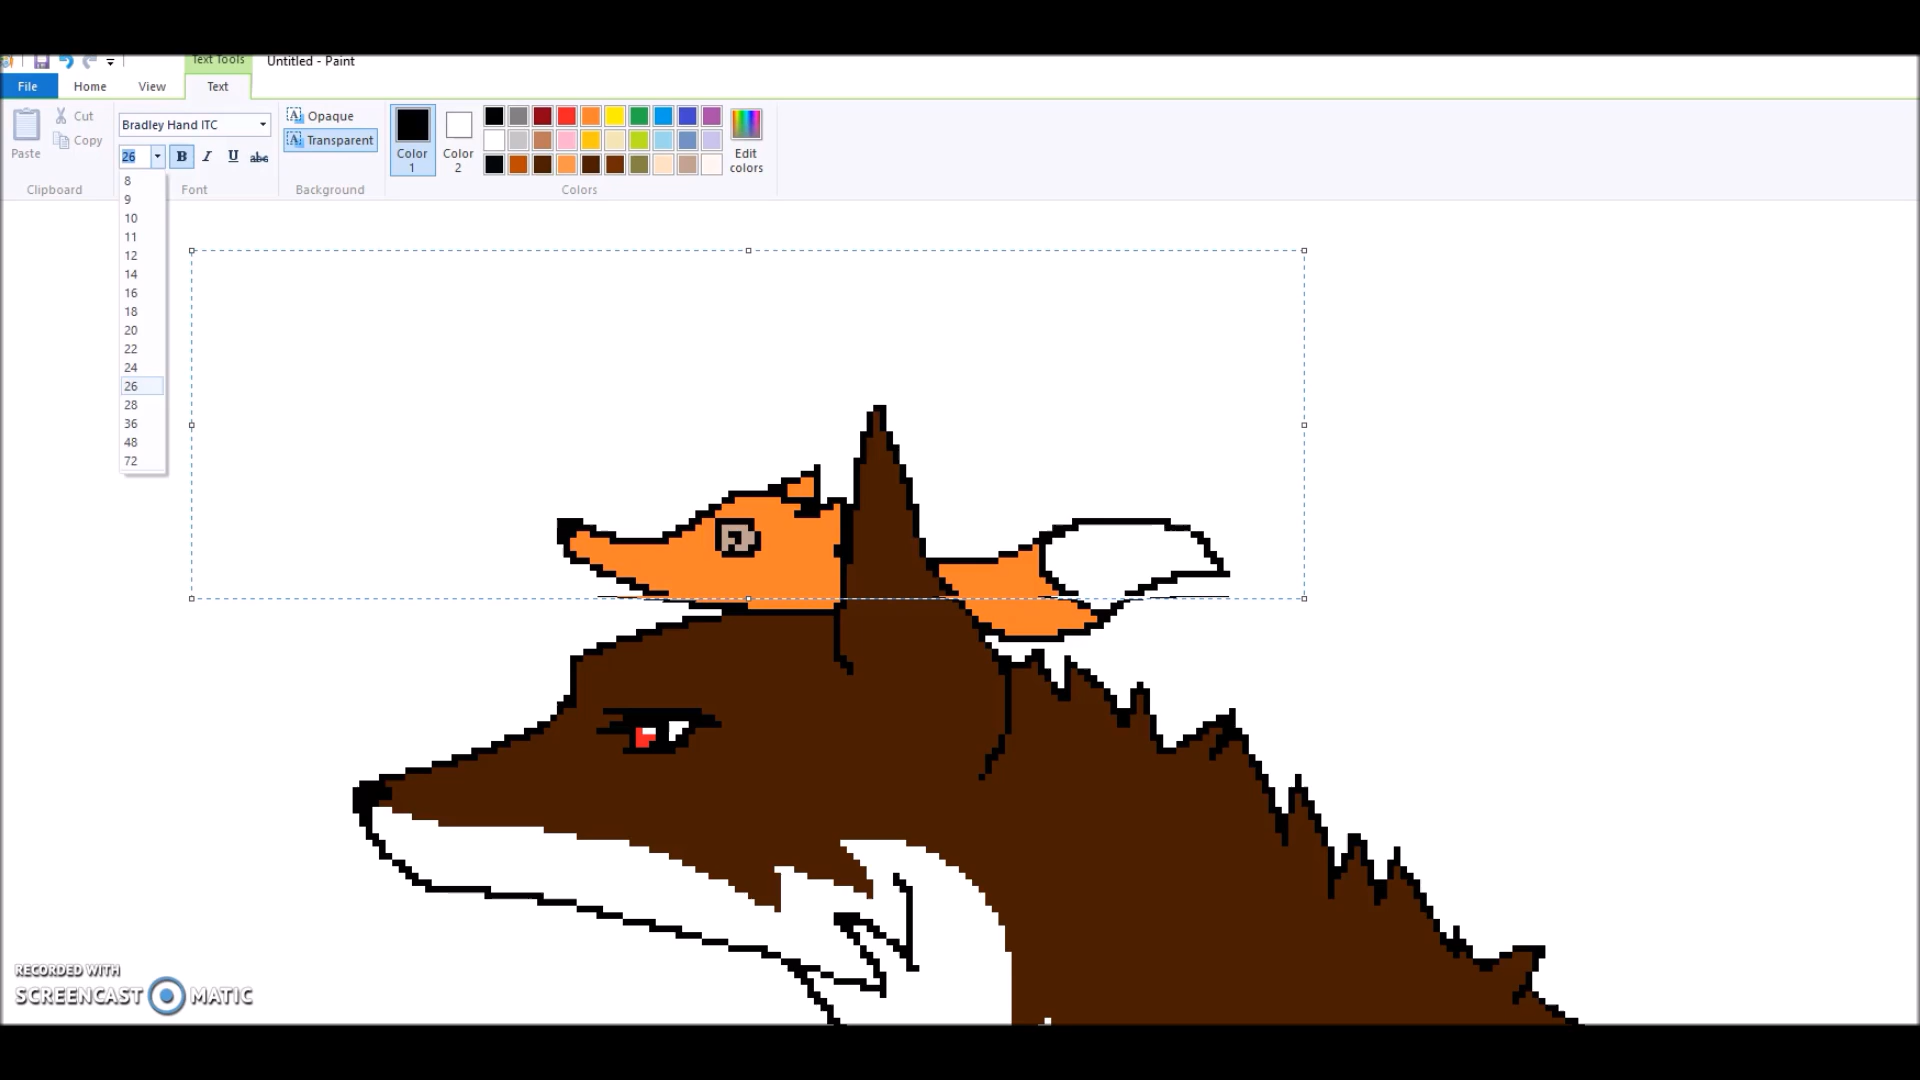 Text Tools
Untitled - Paint
File
Home
View
Text
Paste
Cut
Copy
Clipboard
Bradley Hand ITC
26
B I U abc
Font
8
9
10
11
12
14
16
18
20
22
24
26
28
36
48
72
Opaque
Transparent
Background
Color 1
Color 2
Edit colors
Colors
RECORDED WITH
SCREENCAST MATIC